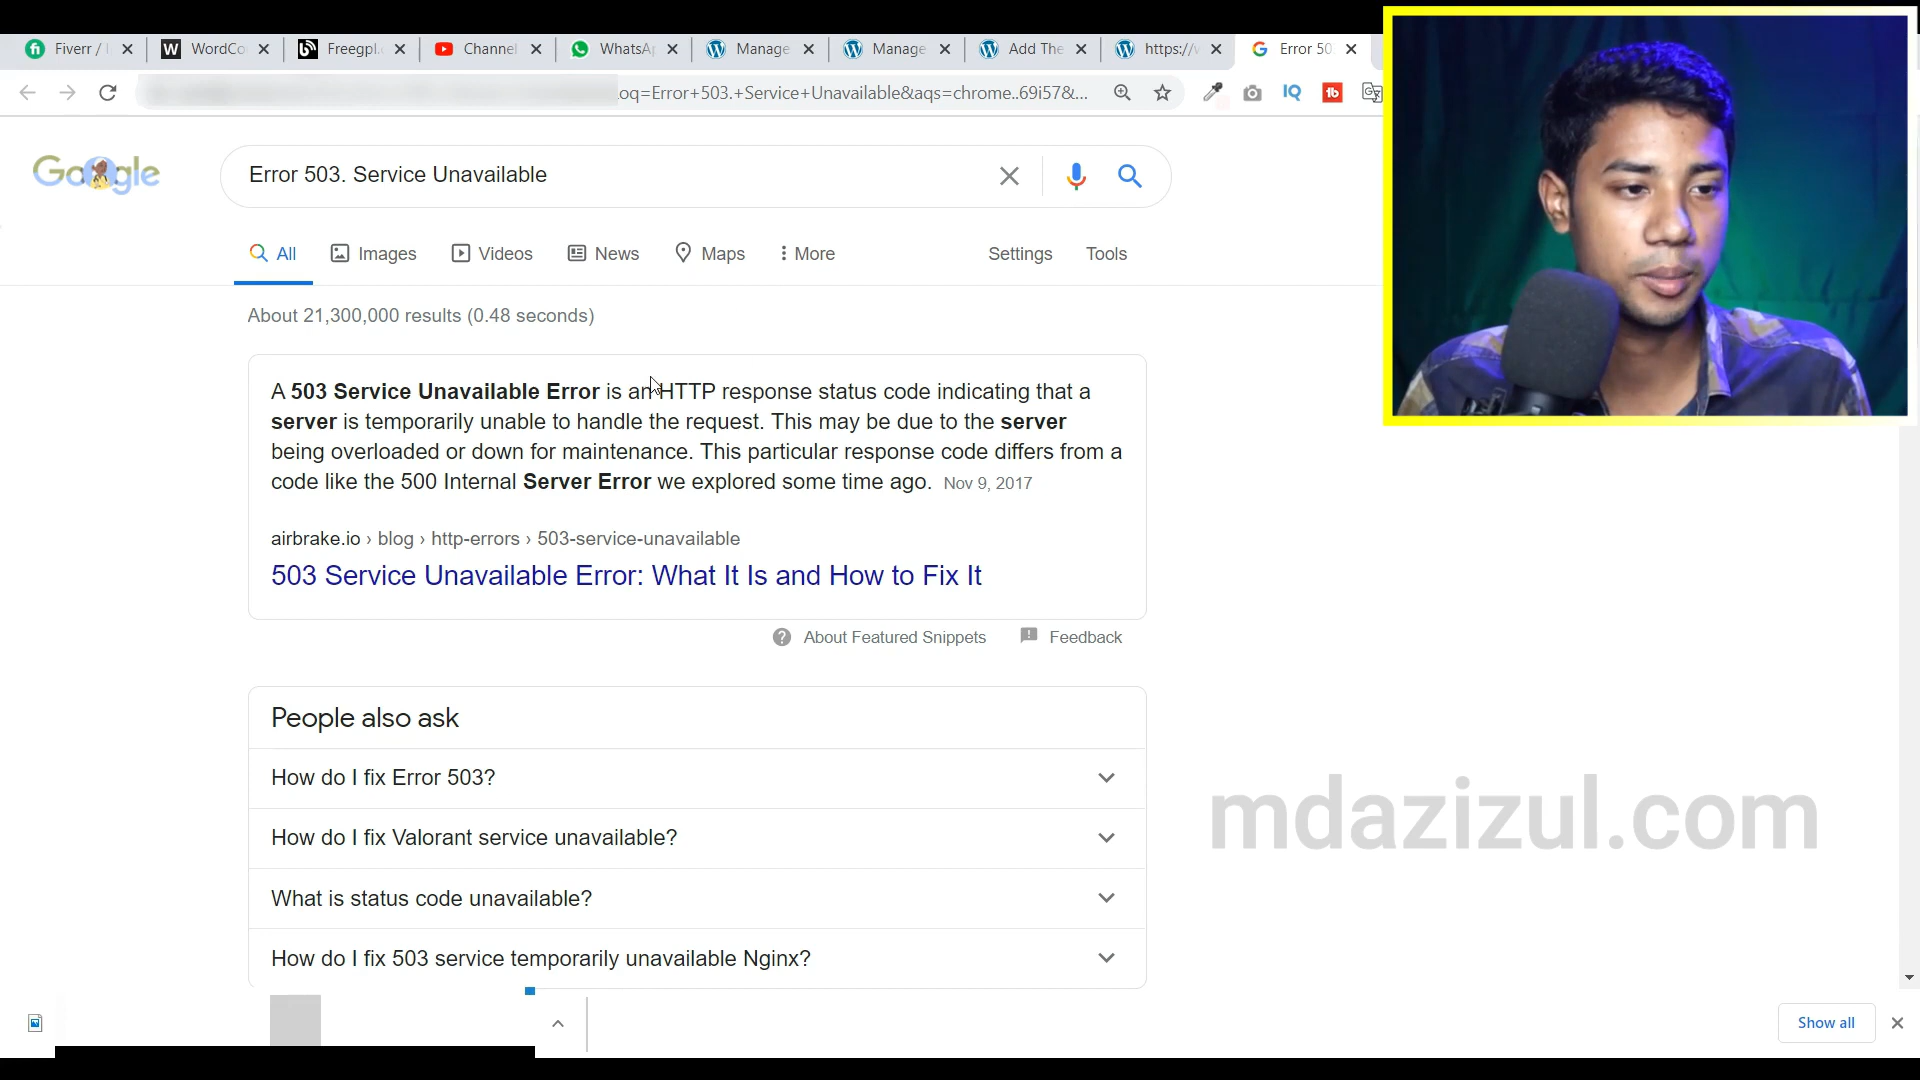 Fiverr /
WordCo
Freegpl.
Channel
WhatsA
Manage
Manage
Add The
https://
Error 50
.oq=Error+503.+Service+Unavailable&aqs=chrome..69i57&...
IQ
Google
Error 503. Service Unavailable
All
Images
Videos
News
Maps
More
Settings
Tools
About 21,300,000 results (0.48 seconds)
A 503 Service Unavailable Error is an HTTP response status code indicating that a
server is temporarily unable to handle the request. This may be due to the server
being overloaded or down for maintenance. This particular response code differs from a
code like the 500 Internal Server Error we explored some time ago. Nov 9, 2017
airbrake.io › blog › http-errors › 503-service-unavailable
503 Service Unavailable Error: What It Is and How to Fix It
About Featured Snippets
Feedback
People also ask
How do I fix Error 503?
How do I fix Valorant service unavailable?
What is status code unavailable?
How do I fix 503 service temporarily unavailable Nginx?
mdazizul.com
Show all